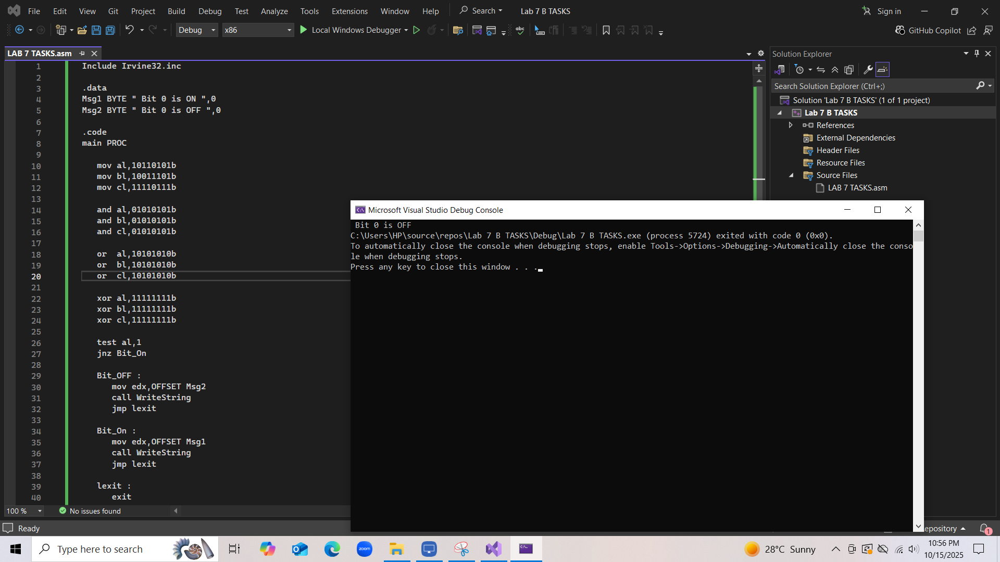 File Edit View Git Project Build Debug Test Analyze Tools Extensions Window Help Search Lab 7 B TASKS Sign in
Debug x86 Local Windows Debugger GitHub Copilot
LAB 7 TASKS.asm
1 Include Irvine32.inc
2
3 .data
4 Msg1 BYTE " Bit 0 is ON ",0
5 Msg2 BYTE " Bit 0 is OFF ",0
6
7 .code
8 main PROC
9
10 mov al,10110101b
11 mov bl,10011101b
12 mov cl,11110111b
13
14 and al,01010101b
15 and bl,01010101b
16 and cl,01010101b
17
18 or al,10101010b
19 or bl,10101010b
20 or cl,10101010b
21
22 xor al,11111111b
23 xor bl,11111111b
24 xor cl,11111111b
25
26 test al,1
27 jnz Bit_On
28
29 Bit_OFF :
30 mov edx,OFFSET Msg2
31 call WriteString
32 jmp lexit
33
34 Bit_On :
35 mov edx,OFFSET Msg1
36 call WriteString
37 jmp lexit
38
39 lexit :
40 exit
100 % No issues found
Solution Explorer
Search Solution Explorer (Ctrl+;)
Solution 'Lab 7 B TASKS' (1 of 1 project)
Lab 7 B TASKS
References
External Dependencies
Header Files
Resource Files
Source Files
LAB 7 TASKS.asm
Microsoft Visual Studio Debug Console
Bit 0 is OFF
C:\Users\HP\source\repos\Lab 7 B TASKS\Debug\Lab 7 B TASKS.exe (process 5724) exited with code 0 (0x0).
To automatically close the console when debugging stops, enable Tools->Options->Debugging->Automatically close the conso
le when debugging stops.
Press any key to close this window . . .
Ready epository 1
Type here to search zoom 28°C Sunny 10:56 PM
10/15/2025